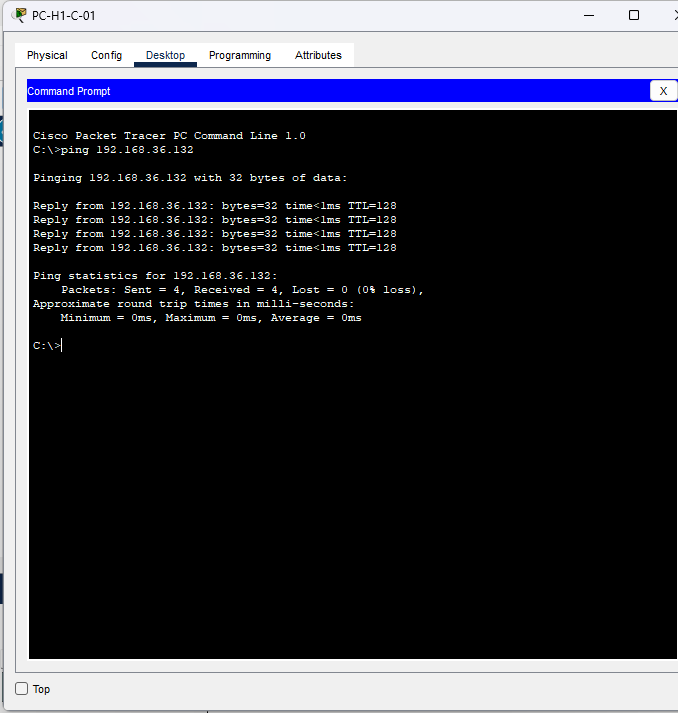 PC-H1-C-01
Physical Config Desktop Programming Attributes
Command Prompt X
Cisco Packet Tracer PC Command Line 1.0
C:\>ping 192.168.36.132
Pinging 192.168.36.132 with 32 bytes of data:
Reply from 192.168.36.132: bytes=32 time<1ms TTL=128
Reply from 192.168.36.132: bytes=32 time<1ms TTL=128
Reply from 192.168.36.132: bytes=32 time<1ms TTL=128
Reply from 192.168.36.132: bytes=32 time<1ms TTL=128
Ping statistics for 192.168.36.132:
Packets: Sent = 4, Received = 4, Lost = 0 (0% loss),
Approximate round trip times in milli-seconds:
Minimum = 0ms, Maximum = 0ms, Average = 0ms
C:\>
Top